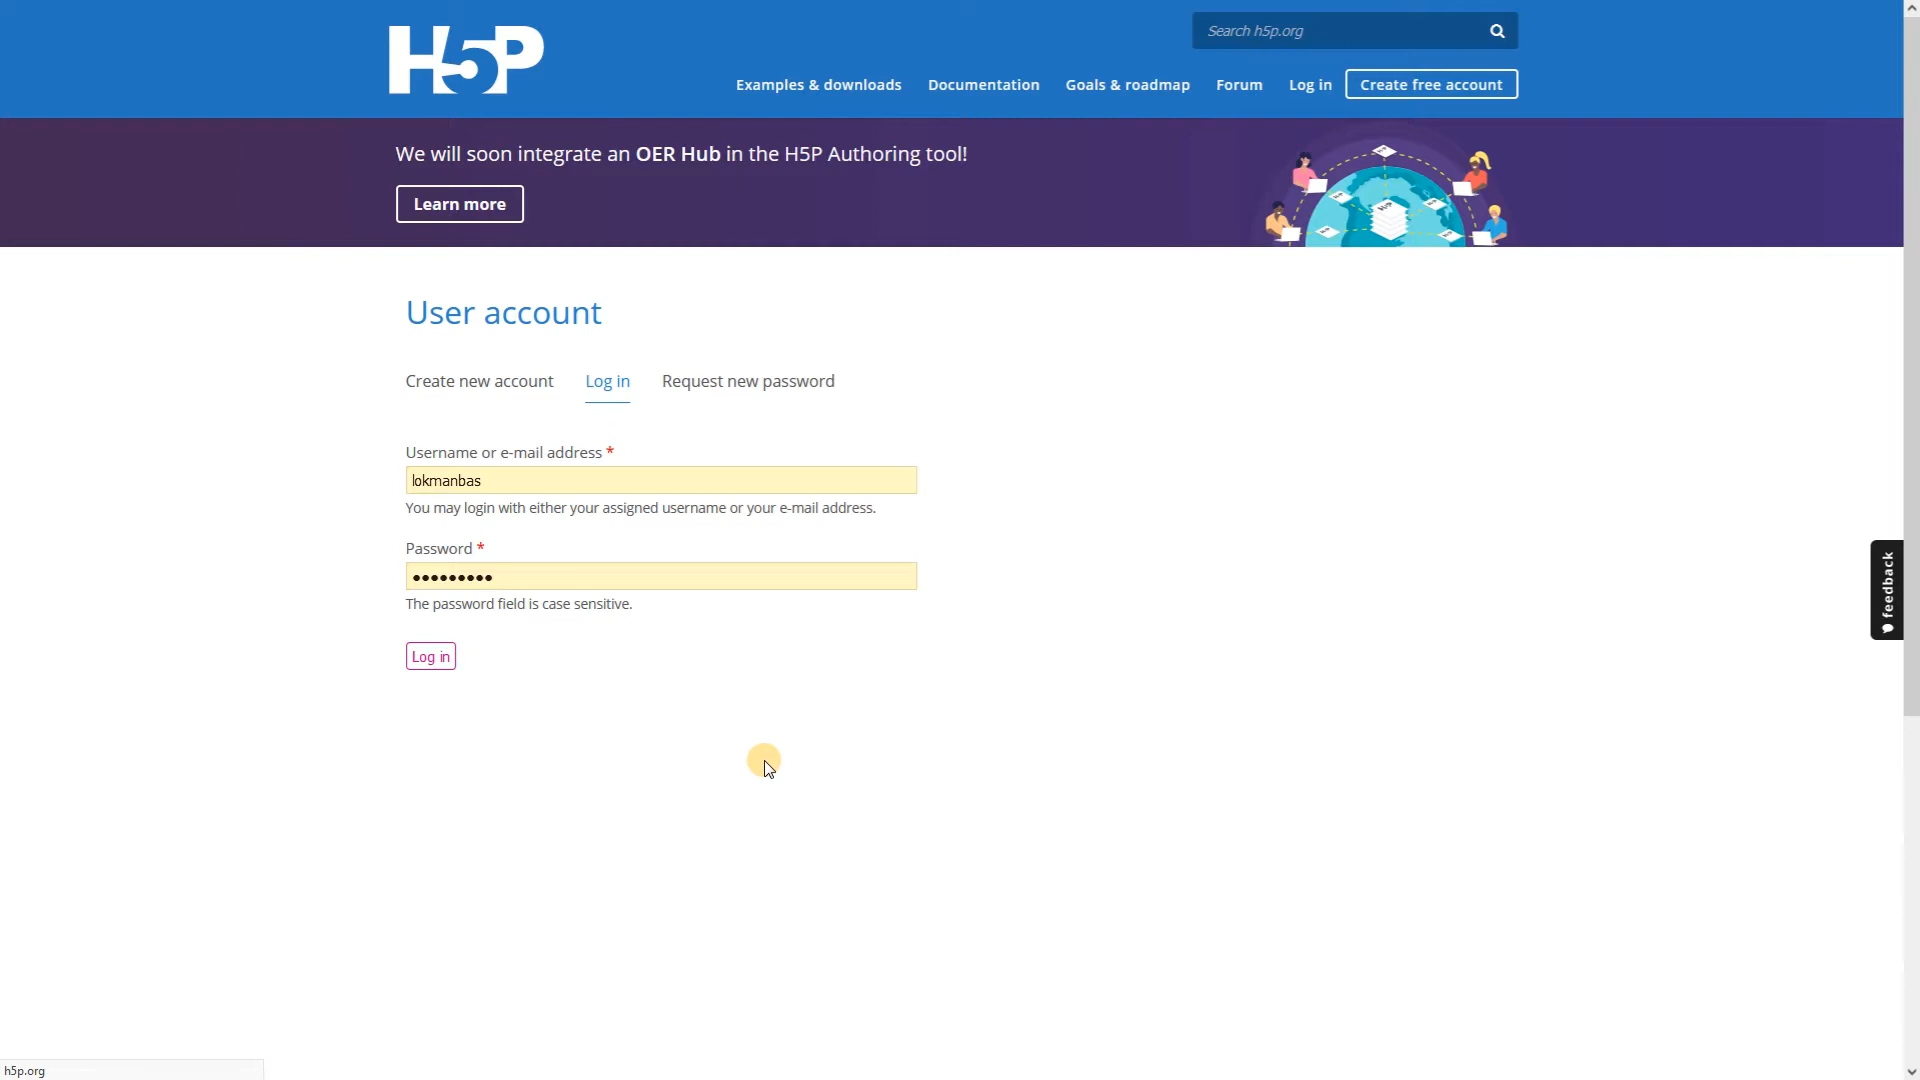 H5P
Search h5p.org
Examples & downloads
Documentation
Goals & roadmap
Forum
Log in
Create free account
We will soon integrate an OER Hub in the H5P Authoring tool!
Learn more
User account
Create new account
Log in
Request new password
Username or e-mail address *
lokmanbas
You may login with either your assigned username or your e-mail address.
Password *
●●●●●●●●●
The password field is case sensitive.
Log in
feedback
h5p.org